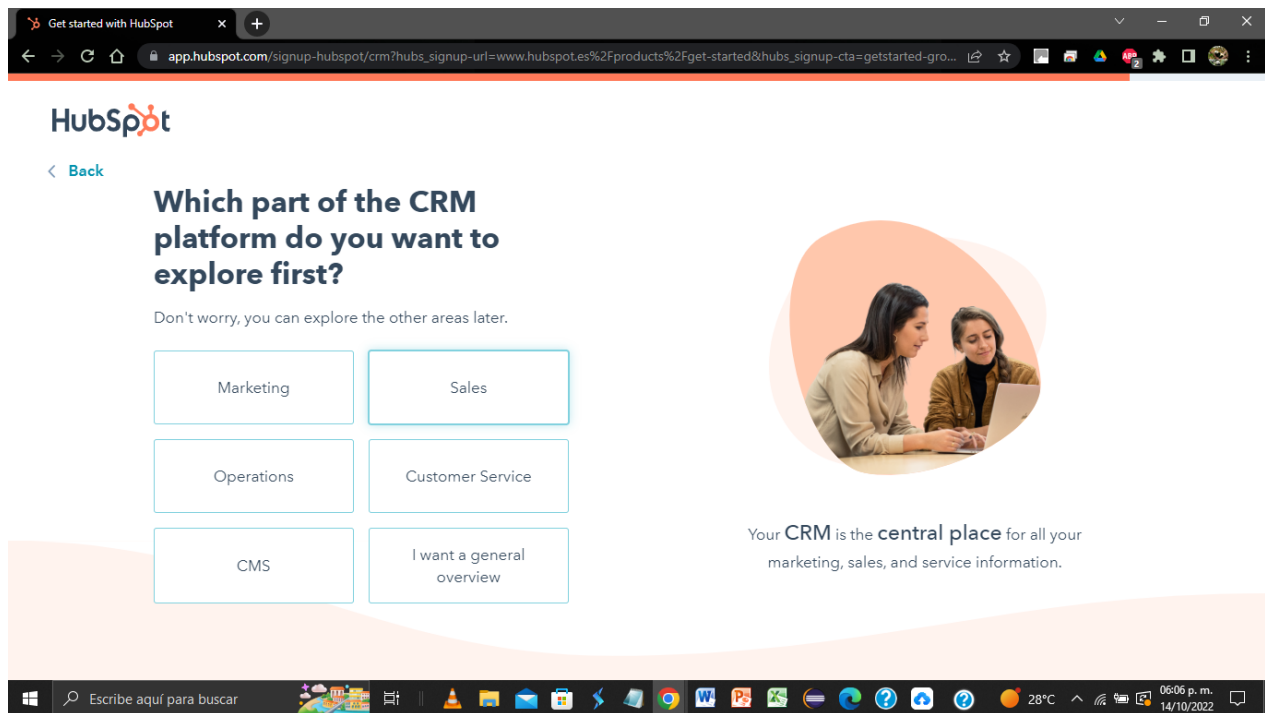 Get started with HubSpot
app.hubspot.com/signup-hubspot/crm?hubs_signup-url=www.hubspot.es%2Fproducts%2Fget-started&hubs_signup-cta=getstarted-gro...
ABP
2
HubSpot
Back
Which part of the CRM
platform do you want to
explore first?
Don't worry, you can explore the other areas later.
Marketing
Sales
Operations
Customer Service
CMS
I want a general
overview
Your CRM is the central place for all your
marketing, sales, and service information.
Escribe aquí para buscar
28°C
06:06 p. m.
14/10/2022